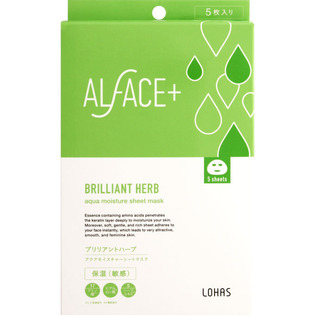 5枚入り
ALFACE+
5 sheets
BRILLIANT HERB
aqua moisture sheet mask
Essence containing amino acids penetrates
the keratin layer deeply to moisturize your skin.
Moreover, soft, gentle, and rich sheet adheres to
your face instantly, which leads to very attractive,
smooth, and feminine skin.
ブリリアントハーブ
アクアモイスチャーシートマスク
保湿（敏感）
LOHAS